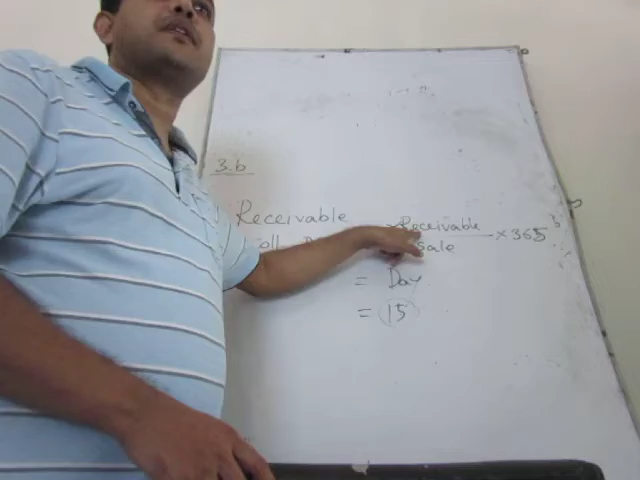 3.b
Receivable
Receivable
Sale × 365
= Day
= 15